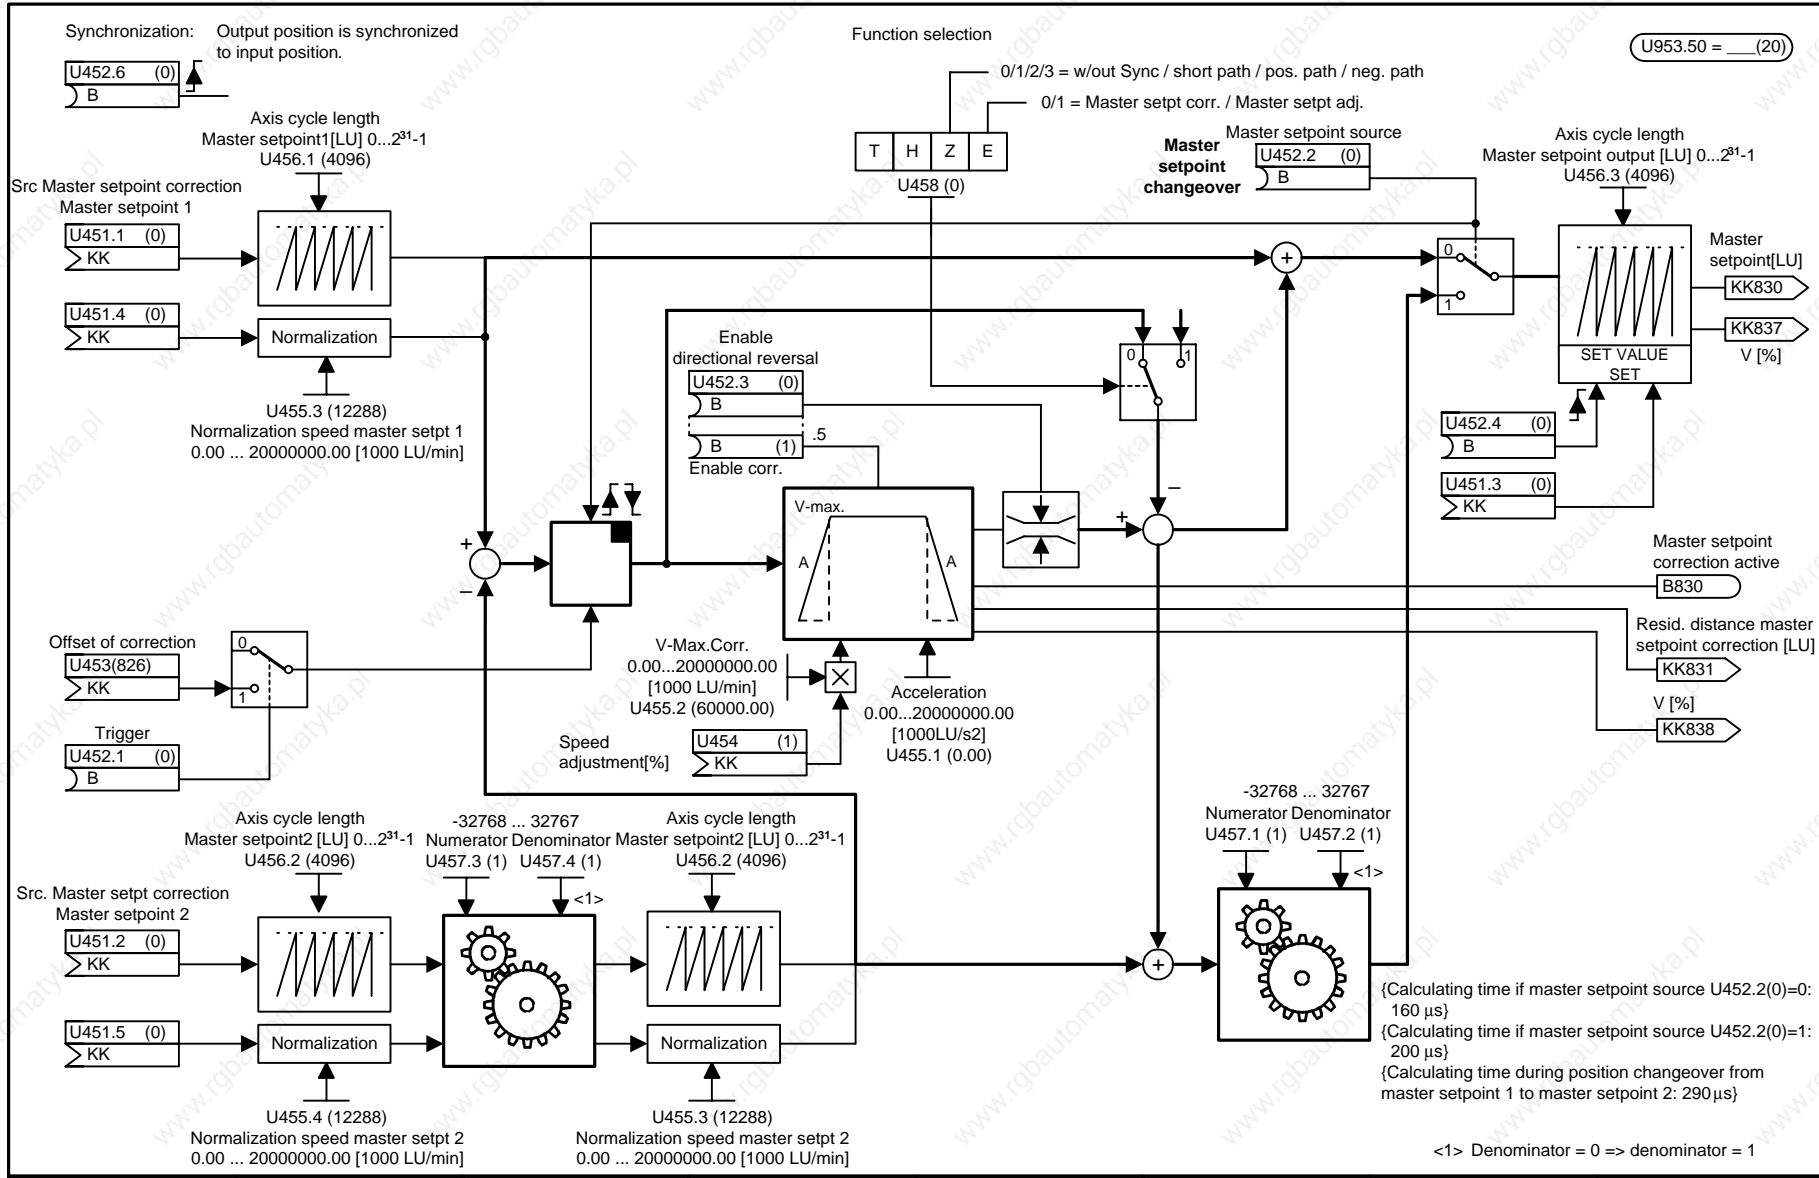 Synchronization: Output position is synchronized
to input position.
U452.6 (0)
B
Function selection
U953.50 = ___(20)
0/1/2/3 = w/out Sync / short path / pos. path / neg. path
0/1 = Master setpt corr. / Master setpt adj.
T H Z E
U458 (0)
Master
setpoint
changeover
Master setpoint source
U452.2 (0)
B
Axis cycle length
Master setpoint1[LU] 0...2³¹-1
U456.1 (4096)
Axis cycle length
Master setpoint output [LU] 0...2³¹-1
U456.3 (4096)
Src Master setpoint correction
Master setpoint 1
U451.1 (0)
KK
U451.4 (0)
KK
Normalization
U455.3 (12288)
Normalization speed master setpt 1
0.00 ... 20000000.00 [1000 LU/min]
+
0
1
Master
setpoint[LU]
KK830
KK837
V [%]
SET VALUE
SET
U452.4 (0)
B
U451.3 (0)
KK
Enable
directional reversal
U452.3 (0)
B
B (1)
.5
Enable corr.
0 1
V-max.
A A
+
–
+
–
Master setpoint
correction active
B830
Resid. distance master
setpoint correction [LU]
KK831
V [%]
KK838
Offset of correction
U453(826)
KK
0
1
Trigger
U452.1 (0)
B
V-Max.Corr.
0.00...20000000.00
[1000 LU/min]
U455.2 (60000.00)
Acceleration
0.00...20000000.00
[1000LU/s2]
U455.1 (0.00)
Speed
adjustment[%]
U454 (1)
KK
Axis cycle length
Master setpoint2 [LU] 0...2³¹-1
U456.2 (4096)
-32768 ... 32767
Numerator Denominator
U457.3 (1) U457.4 (1)
<1>
Axis cycle length
Master setpoint2 [LU] 0...2³¹-1
U456.2 (4096)
-32768 ... 32767
Numerator Denominator
U457.1 (1) U457.2 (1)
<1>
Src. Master setpt correction
Master setpoint 2
U451.2 (0)
KK
U451.5 (0)
KK
Normalization
Normalization
+
U455.4 (12288)
Normalization speed master setpt 2
0.00 ... 20000000.00 [1000 LU/min]
U455.3 (12288)
Normalization speed master setpt 2
0.00 ... 20000000.00 [1000 LU/min]
{Calculating time if master setpoint source U452.2(0)=0:
160 µs}
{Calculating time if master setpoint source U452.2(0)=1:
200 µs}
{Calculating time during position changeover from
master setpoint 1 to master setpoint 2: 290µs}
<1> Denominator = 0 => denominator = 1
www.rgbautomatyka.pl